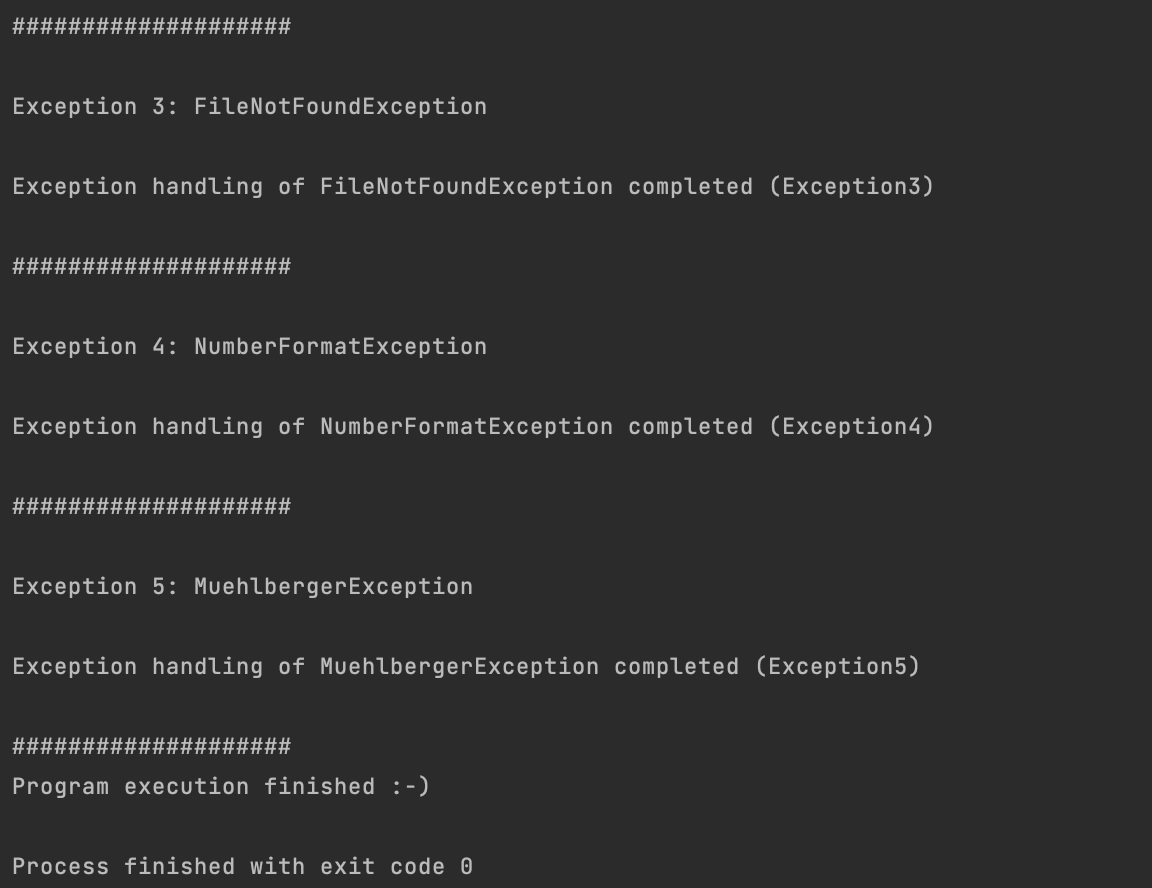 ####################
Exception 3: FileNotFoundException
Exception handling of FileNotFoundException completed (Exception3)
####################
Exception 4: NumberFormatException
Exception handling of NumberFormatException completed (Exception4)
####################
Exception 5: MuehlbergerException
Exception handling of MuehlbergerException completed (Exception5)
####################
Program execution finished :-)
Process finished with exit code 0